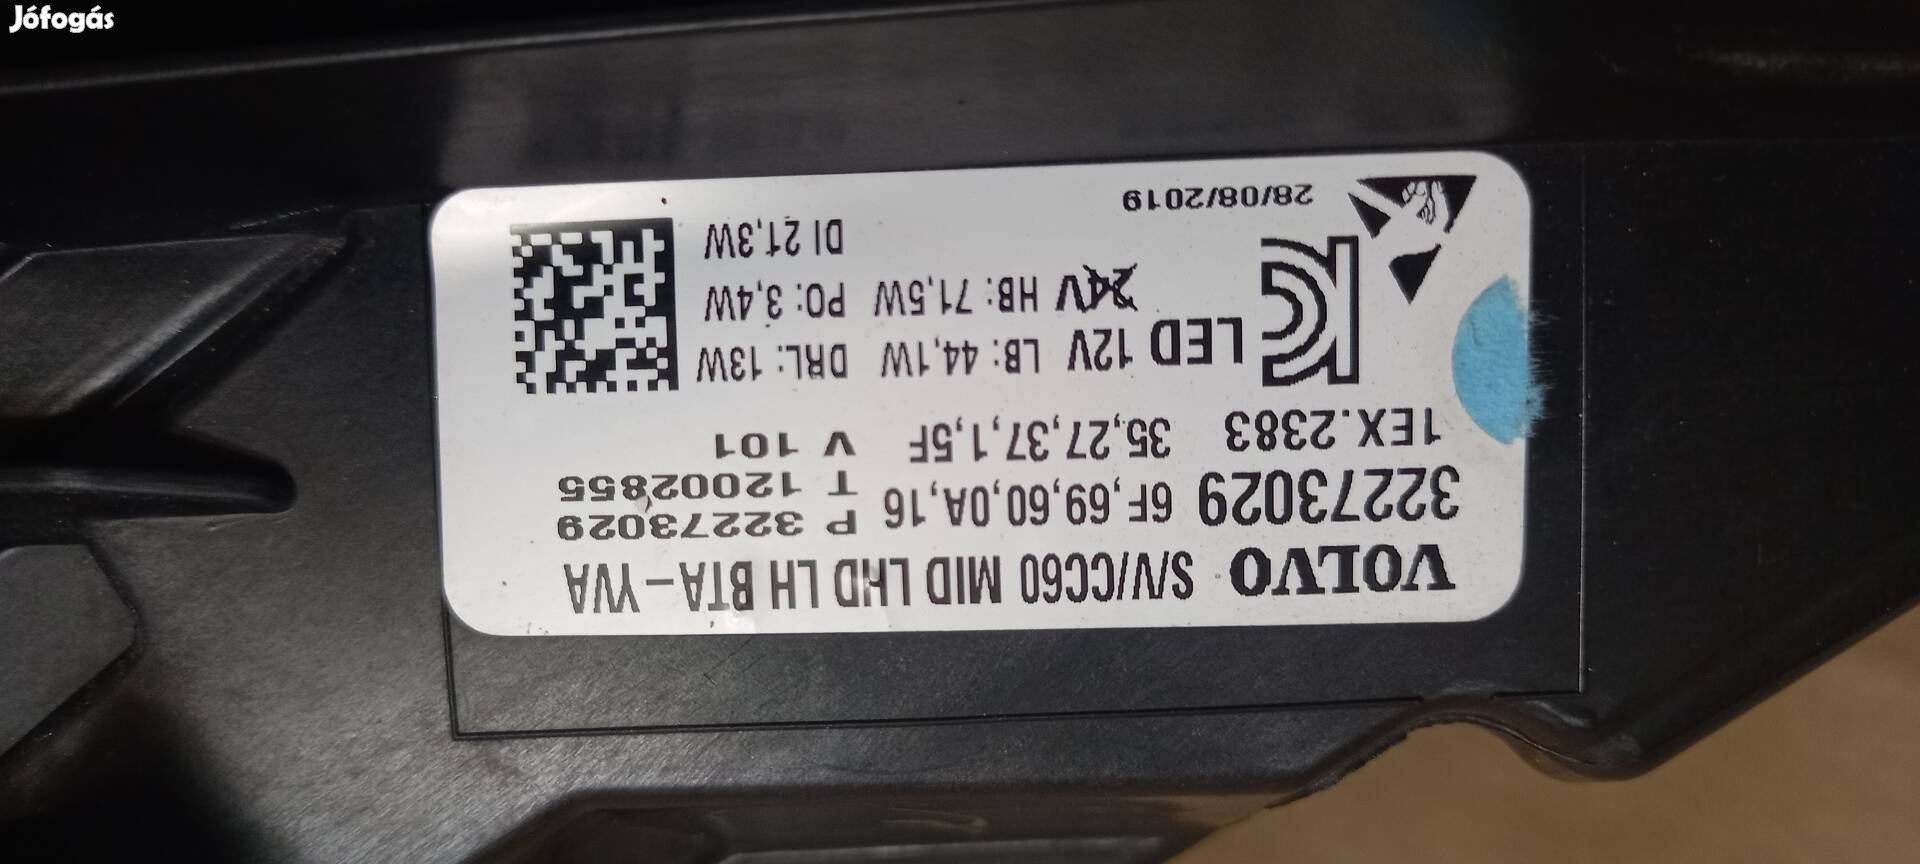 Jófogás
VOLVO S/V/CC60 MID LHD LH BTA-YVA
32273029 6F,69,60,0A,16 P 32273029
T 12002855
1EX.2383 35,27,37,1,5F V 101
LED 12V LB: 44,1W DRL: 13W
24V HB: 71,5W PO: 3,4W
DI 21,3W
28/08/2019